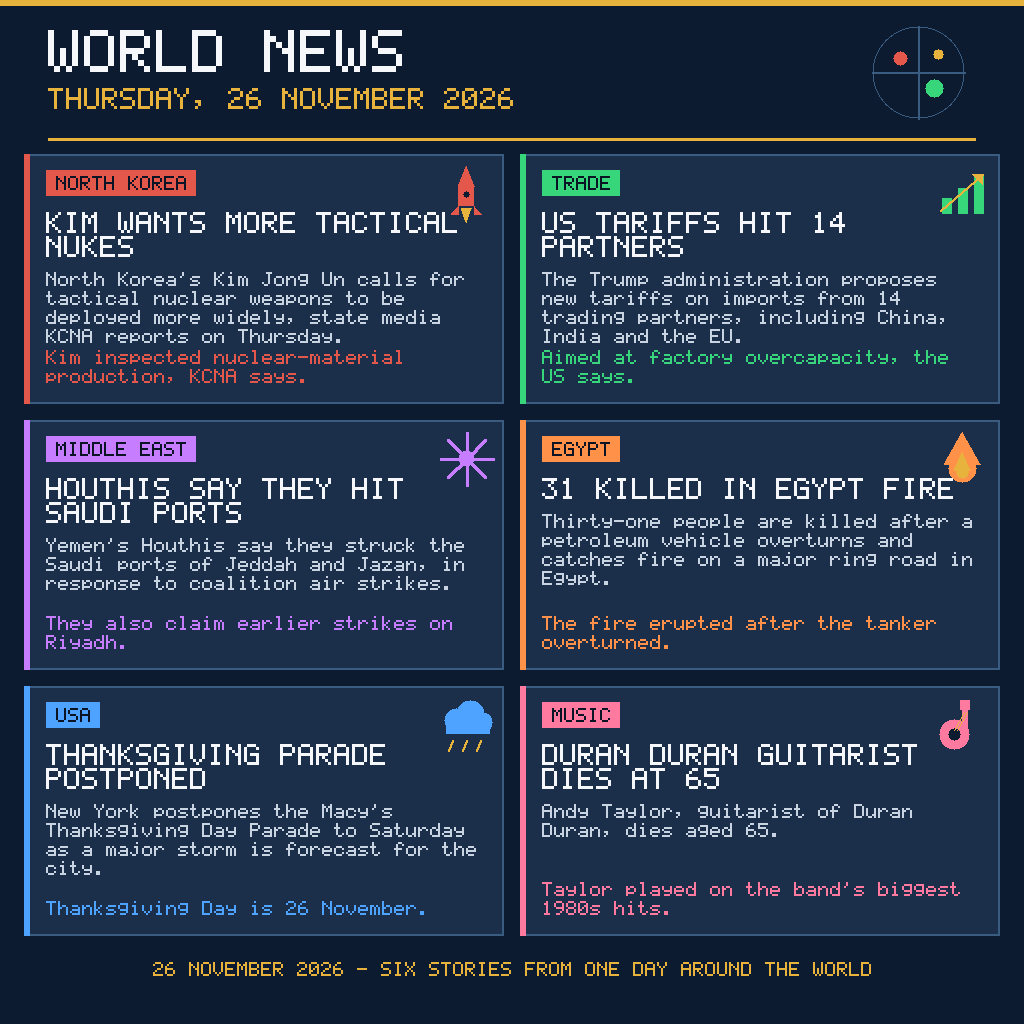 WORLD NEWS
THURSDAY, 26 NOVEMBER 2026
NORTH KOREA
KIM WANTS MORE TACTICAL
NUKES
North Korea's Kim Jong Un calls for
tactical nuclear weapons to be
deployed more widely, state media
KCNA reports on Thursday.
Kim inspected nuclear-material
production, KCNA says.
TRADE
US TARIFFS HIT 14
PARTNERS
The Trump administration proposes
new tariffs on imports from 14
trading partners, including China,
India and the EU.
Aimed at factory overcapacity, the
US says.
MIDDLE EAST
HOUTHIS SAY THEY HIT
SAUDI PORTS
Yemen's Houthis say they struck the
Saudi ports of Jeddah and Jazan, in
response to coalition air strikes.
They also claim earlier strikes on
Riyadh.
EGYPT
31 KILLED IN EGYPT FIRE
Thirty-one people are killed after a
petroleum vehicle overturns and
catches fire on a major ring road in
Egypt.
The fire erupted after the tanker
overturned.
USA
THANKSGIVING PARADE
POSTPONED
New York postpones the Macy's
Thanksgiving Day Parade to Saturday
as a major storm is forecast for the
city.
Thanksgiving Day is 26 November.
MUSIC
DURAN DURAN GUITARIST
DIES AT 65
Andy Taylor, guitarist of Duran
Duran, dies aged 65.
Taylor played on the band's biggest
1980s hits.
26 NOVEMBER 2026 - SIX STORIES FROM ONE DAY AROUND THE WORLD